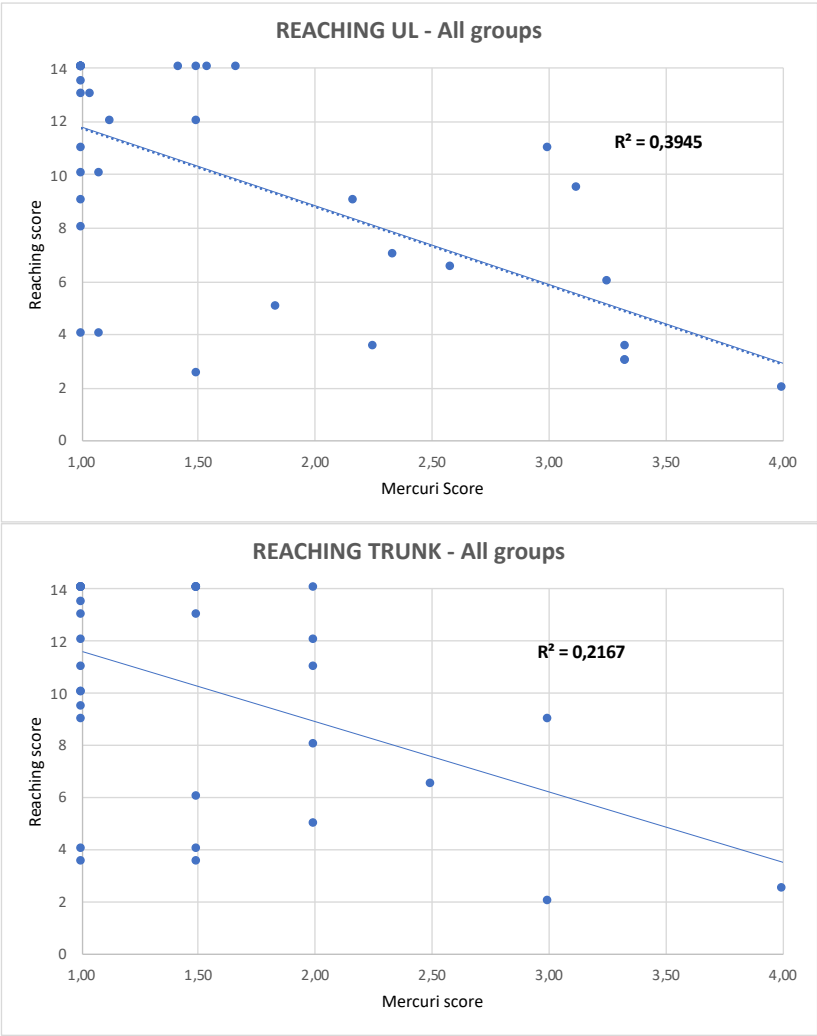 REACHING UL - All groups
14
12
10
8
6
4
2
0
R² = 0,3945
Reaching score
1,00 1,50 2,00 2,50 3,00 3,50 4,00
Mercuri Score
REACHING TRUNK - All groups
14
12
10
8
6
4
2
0
R² = 0,2167
Reaching score
1,00 1,50 2,00 2,50 3,00 3,50 4,00
Mercuri score